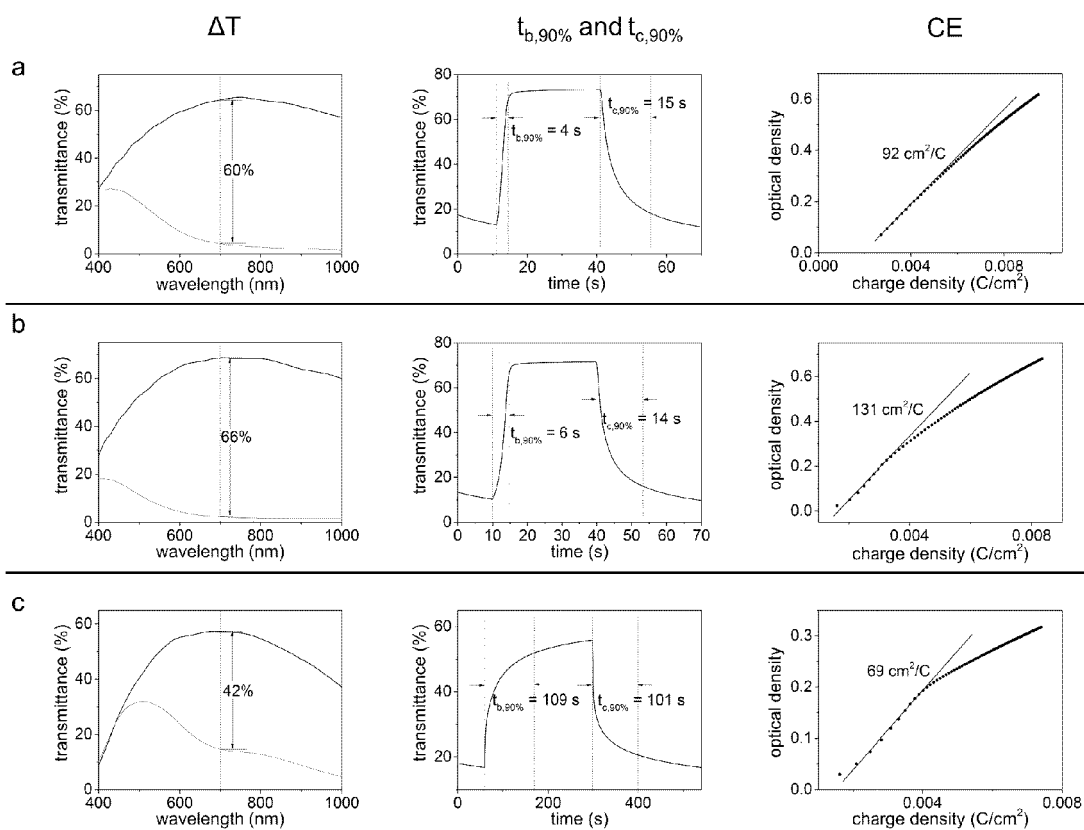 ΔT
t_b,90% and t_c,90%
CE
a
transmittance (%)
80
60
40
20
0
60%
400 600 800 1000
wavelength (nm)
transmittance (%)
80
60
40
20
0
t_c,90% = 15 s
t_b,90% = 4 s
0 20 40 60
time (s)
optical density
0.6
0.4
0.2
0.0
92 cm²/C
0.000 0.004 0.008
charge density (C/cm²)
b
transmittance (%)
60
40
20
0
66%
400 600 800 1000
wavelength (nm)
transmittance (%)
80
60
40
20
0
t_b,90% = 6 s
t_c,90% = 14 s
0 10 20 30 40 50 60 70
time (s)
optical density
0.6
0.4
0.2
0.0
131 cm²/C
0.004 0.008
charge density (C/cm²)
c
transmittance (%)
60
40
20
0
42%
400 600 800 1000
wavelength (nm)
transmittance (%)
60
40
20
t_b,90% = 109 s
t_c,90% = 101 s
0 200 400
time (s)
optical density
0.3
0.2
0.1
0.0
69 cm²/C
0.004 0.008
charge density (C/cm²)